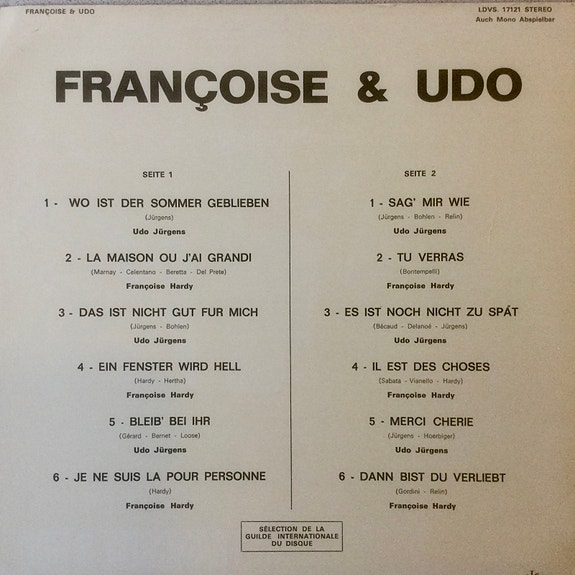 FRANÇOISE & UDO
LDVS. 17121 STEREO
Auch Mono Abspielbar
FRANÇOISE & UDO
SEITE 1
1 - WO IST DER SOMMER GEBLIEBEN
(Jürgens)
Udo Jürgens
2 - LA MAISON OU J'AI GRANDI
(Marnay - Celentano - Beretta - Del Prete)
Françoise Hardy
3 - DAS IST NICHT GUT FUR MICH
(Jürgens - Bohlen)
Udo Jürgens
4 - EIN FENSTER WIRD HELL
(Hardy - Hertha)
Françoise Hardy
5 - BLEIB' BEI IHR
(Gérard - Bernet - Loose)
Udo Jürgens
6 - JE NE SUIS LA POUR PERSONNE
(Hardy)
Françoise Hardy
SEITE 2
1 - SAG' MIR WIE
(Jürgens - Bohlen - Relin)
Udo Jürgens
2 - TU VERRAS
(Bontempelli)
Françoise Hardy
3 - ES IST NOCH NICHT ZU SPÁT
(Bécaud - Delanoé - Jürgens)
Udo Jürgens
4 - IL EST DES CHOSES
(Sabata - Vianello - Hardy)
Françoise Hardy
5 - MERCI CHERIE
(Jürgens - Hoerbiger)
Udo Jürgens
6 - DANN BIST DU VERLIEBT
(Gordini - Relin)
Françoise Hardy
SÉLECTION DE LA
GUILDE INTERNATIONALE
DU DISQUE